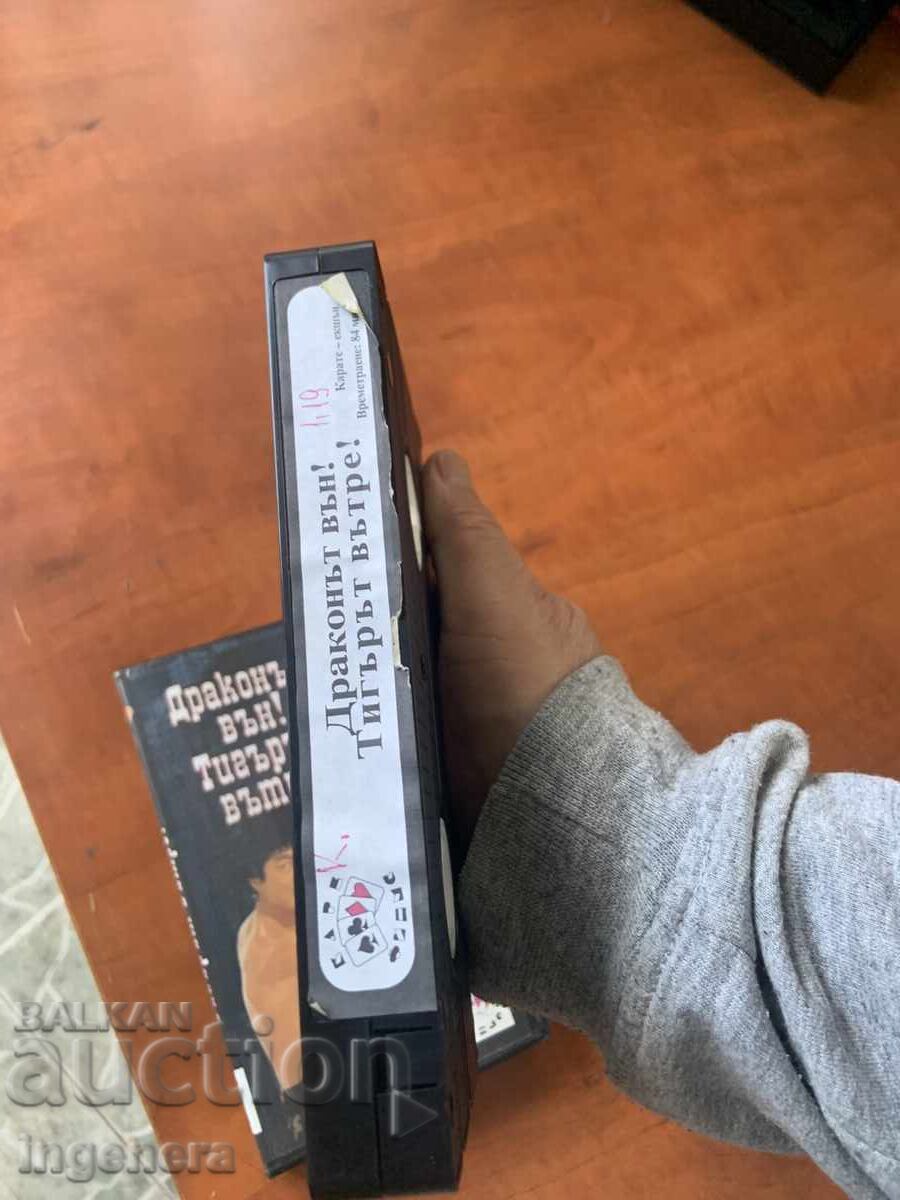 Драконът вън!
Тигърът вътре!
1,19
Карате – екшън
Времетраене: 84
К.
Драконъ
вън!
Тигър
вът
BALKAN
auction
ingenera